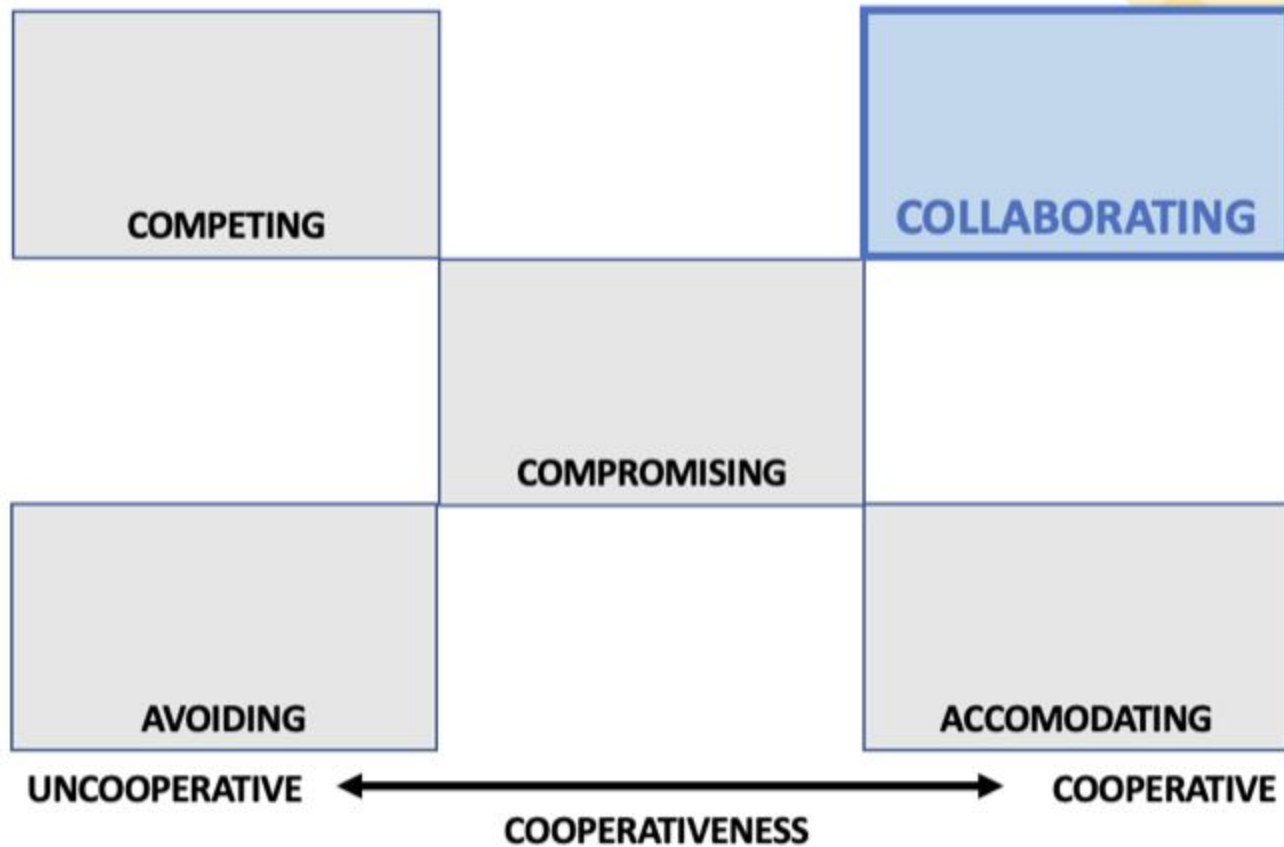 COMPETING
COLLABORATING
COMPROMISING
AVOIDING
ACCOMODATING
UNCOOPERATIVE
COOPERATIVE
COOPERATIVENESS